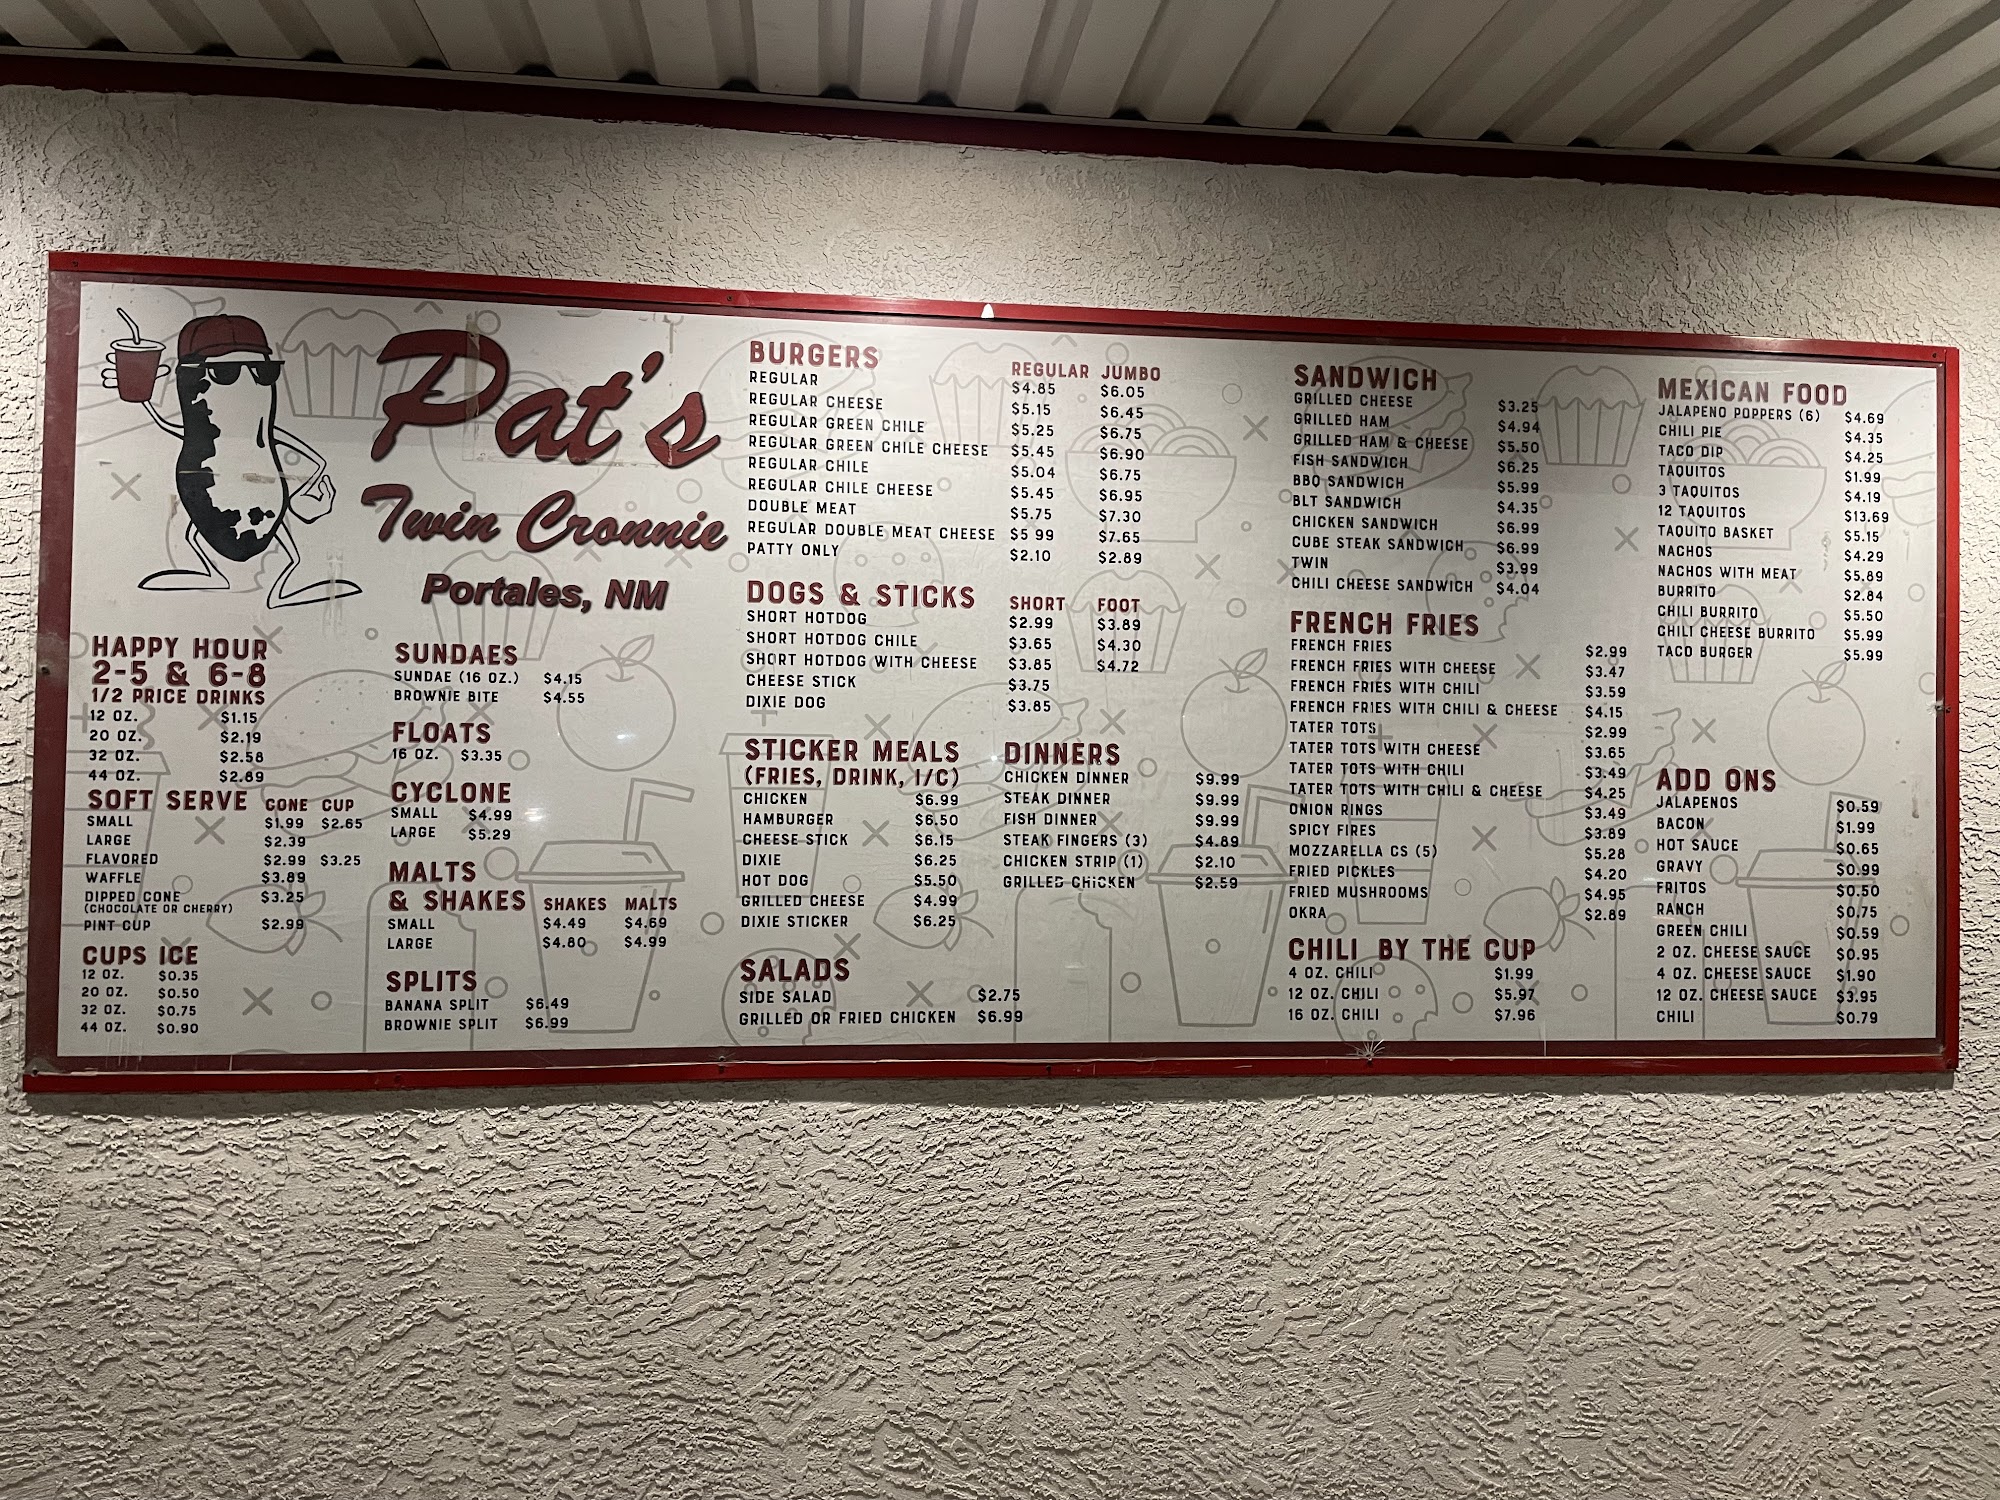 Pat's
Twin Cronnie
Portales, NM
HAPPY HOUR
2-5 & 6-8
1/2 PRICE DRINKS
12 OZ. $1.15
20 OZ. $2.19
32 OZ. $2.58
44 OZ. $2.89
SOFT SERVE CONE CUP
SMALL $1.99 $2.65
LARGE $2.39
FLAVORED $2.99 $3.25
WAFFLE $3.89
DIPPED CONE $3.25
(CHOCOLATE OR CHERRY)
PINT CUP $2.99
CUPS ICE
12 OZ. $0.35
20 OZ. $0.50
32 OZ. $0.75
44 OZ. $0.90
SUNDAES
SUNDAE (16 OZ.) $4.15
BROWNIE BITE $4.55
FLOATS
16 OZ. $3.35
CYCLONE
SMALL $4.99
LARGE $5.29
MALTS
& SHAKES SHAKES MALTS
SMALL $4.49 $4.69
LARGE $4.80 $4.99
SPLITS
BANANA SPLIT $6.49
BROWNIE SPLIT $6.99
BURGERS REGULAR JUMBO
REGULAR $4.85 $6.05
REGULAR CHEESE $5.15 $6.45
REGULAR GREEN CHILE $5.25 $6.75
REGULAR GREEN CHILE CHEESE $5.45 $6.90
REGULAR CHILE $5.04 $6.75
REGULAR CHILE CHEESE $5.45 $6.95
DOUBLE MEAT $5.75 $7.30
REGULAR DOUBLE MEAT CHEESE $5 99 $7.65
PATTY ONLY $2.10 $2.89
DOGS & STICKS SHORT FOOT
SHORT HOTDOG $2.99 $3.89
SHORT HOTDOG CHILE $3.65 $4.30
SHORT HOTDOG WITH CHEESE $3.85 $4.72
CHEESE STICK $3.75
DIXIE DOG $3.85
STICKER MEALS
(FRIES, DRINK, I/C)
CHICKEN $6.99
HAMBURGER $6.50
CHEESE STICK $6.15
DIXIE $6.25
HOT DOG $5.50
GRILLED CHEESE $4.99
DIXIE STICKER $6.25
DINNERS
CHICKEN DINNER $9.99
STEAK DINNER $9.99
FISH DINNER $9.99
STEAK FINGERS (3) $4.89
CHICKEN STRIP (1) $2.10
GRILLED CHICKEN $2.59
SALADS
SIDE SALAD $2.75
GRILLED OR FRIED CHICKEN $6.99
SANDWICH
GRILLED CHEESE $3.25
GRILLED HAM $4.94
GRILLED HAM & CHEESE $5.50
FISH SANDWICH $6.25
BBQ SANDWICH $5.99
BLT SANDWICH $4.35
CHICKEN SANDWICH $6.99
CUBE STEAK SANDWICH $6.99
TWIN $3.99
CHILI CHEESE SANDWICH $4.04
FRENCH FRIES
FRENCH FRIES $2.99
FRENCH FRIES WITH CHEESE $3.47
FRENCH FRIES WITH CHILI $3.59
FRENCH FRIES WITH CHILI & CHEESE $4.15
TATER TOTS $2.99
TATER TOTS WITH CHEESE $3.65
TATER TOTS WITH CHILI $3.49
TATER TOTS WITH CHILI & CHEESE $4.25
ONION RINGS $3.49
SPICY FIRES $3.89
MOZZARELLA CS (5) $5.28
FRIED PICKLES $4.20
FRIED MUSHROOMS $4.95
OKRA $2.89
CHILI BY THE CUP
4 OZ. CHILI $1.99
12 OZ. CHILI $5.97
16 OZ. CHILI $7.96
MEXICAN FOOD
JALAPENO POPPERS (6) $4.69
CHILI PIE $4.35
TACO DIP $4.25
TAQUITOS $1.99
3 TAQUITOS $4.19
12 TAQUITOS $13.69
TAQUITO BASKET $5.15
NACHOS $4.29
NACHOS WITH MEAT $5.89
BURRITO $2.84
CHILI BURRITO $5.50
CHILI CHEESE BURRITO $5.99
TACO BURGER $5.99
ADD ONS
JALAPENOS $0.59
BACON $1.99
HOT SAUCE $0.65
GRAVY $0.99
FRITOS $0.50
RANCH $0.75
GREEN CHILI $0.59
2 OZ. CHEESE SAUCE $0.95
4 OZ. CHEESE SAUCE $1.90
12 OZ. CHEESE SAUCE $3.95
CHILI $0.79